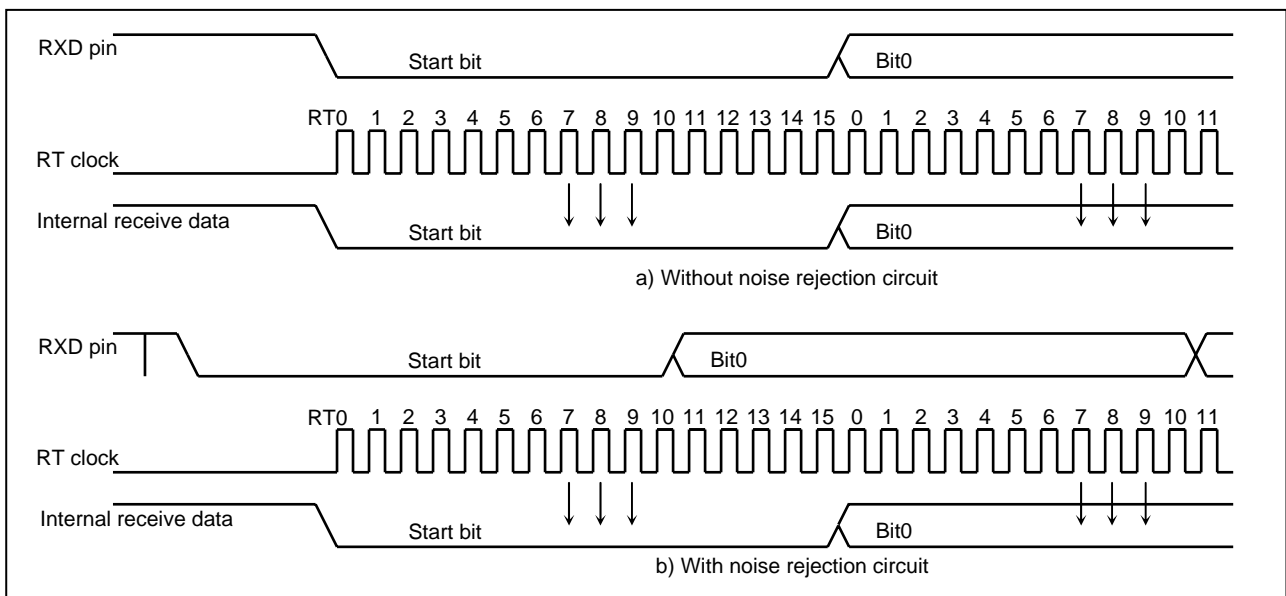 RXD pin
Start bit
Bit0
RT0 1 2 3 4 5 6 7 8 9 10 11 12 13 14 15 0 1 2 3 4 5 6 7 8 9 10 11
RT clock
Internal receive data
Start bit
Bit0
a) Without noise rejection circuit
RXD pin
Start bit
Bit0
RT0 1 2 3 4 5 6 7 8 9 10 11 12 13 14 15 0 1 2 3 4 5 6 7 8 9 10 11
RT clock
Internal receive data
Start bit
Bit0
b) With noise rejection circuit